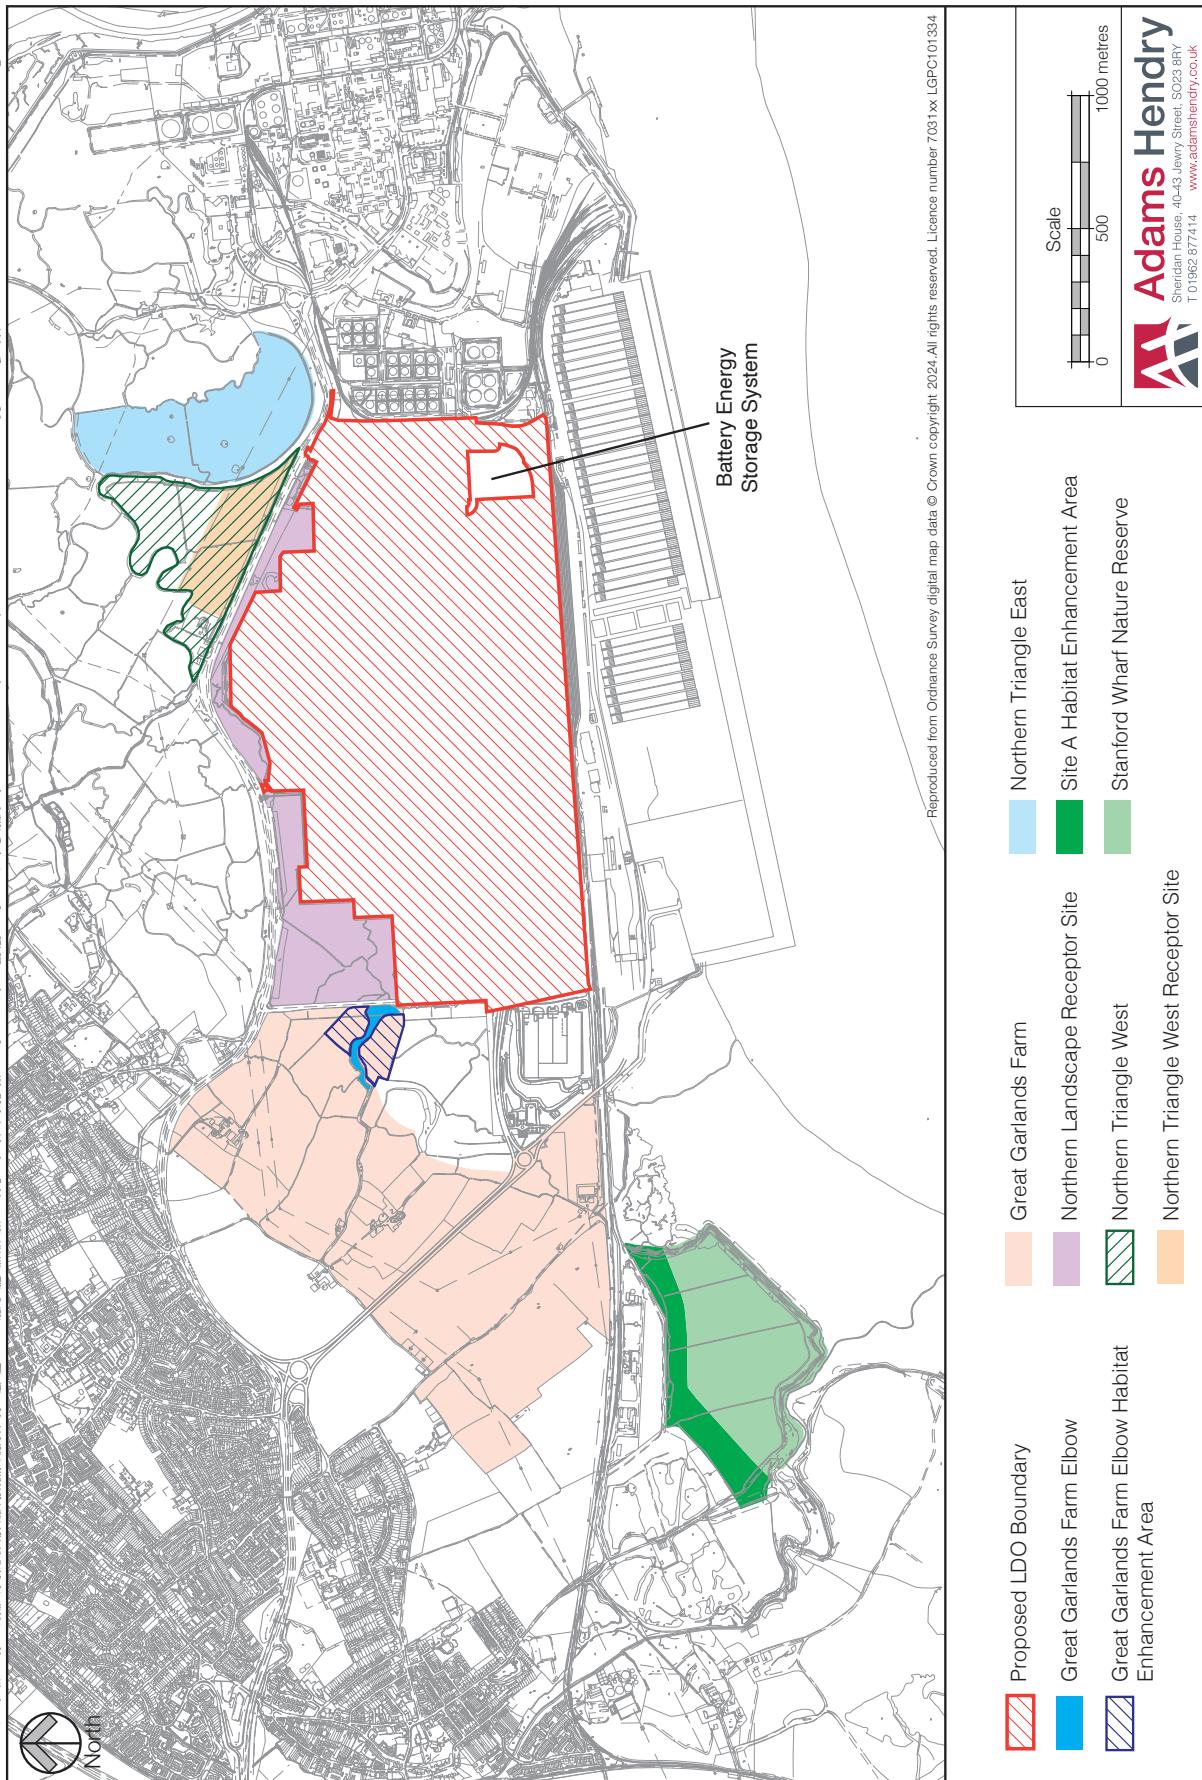 North
Battery Energy
Storage System
Reproduced from Ordnance Survey digital map data © Crown copyright 2024.All rights reserved. Licence number 7031xx LGPC101334
Proposed LDO Boundary
Great Garlands Farm Elbow
Great Garlands Farm Elbow Habitat
Enhancement Area
Great Garlands Farm
Northern Landscape Receptor Site
Northern Triangle West
Northern Triangle West Receptor Site
Northern Triangle East
Site A Habitat Enhancement Area
Stanford Wharf Nature Reserve
Scale
0 500 1000 metres
Adams Hendry
Sheridan House, 40-43 Jewry Street, SO23 8RY
T 01962 877414 www.adamshendry.co.uk